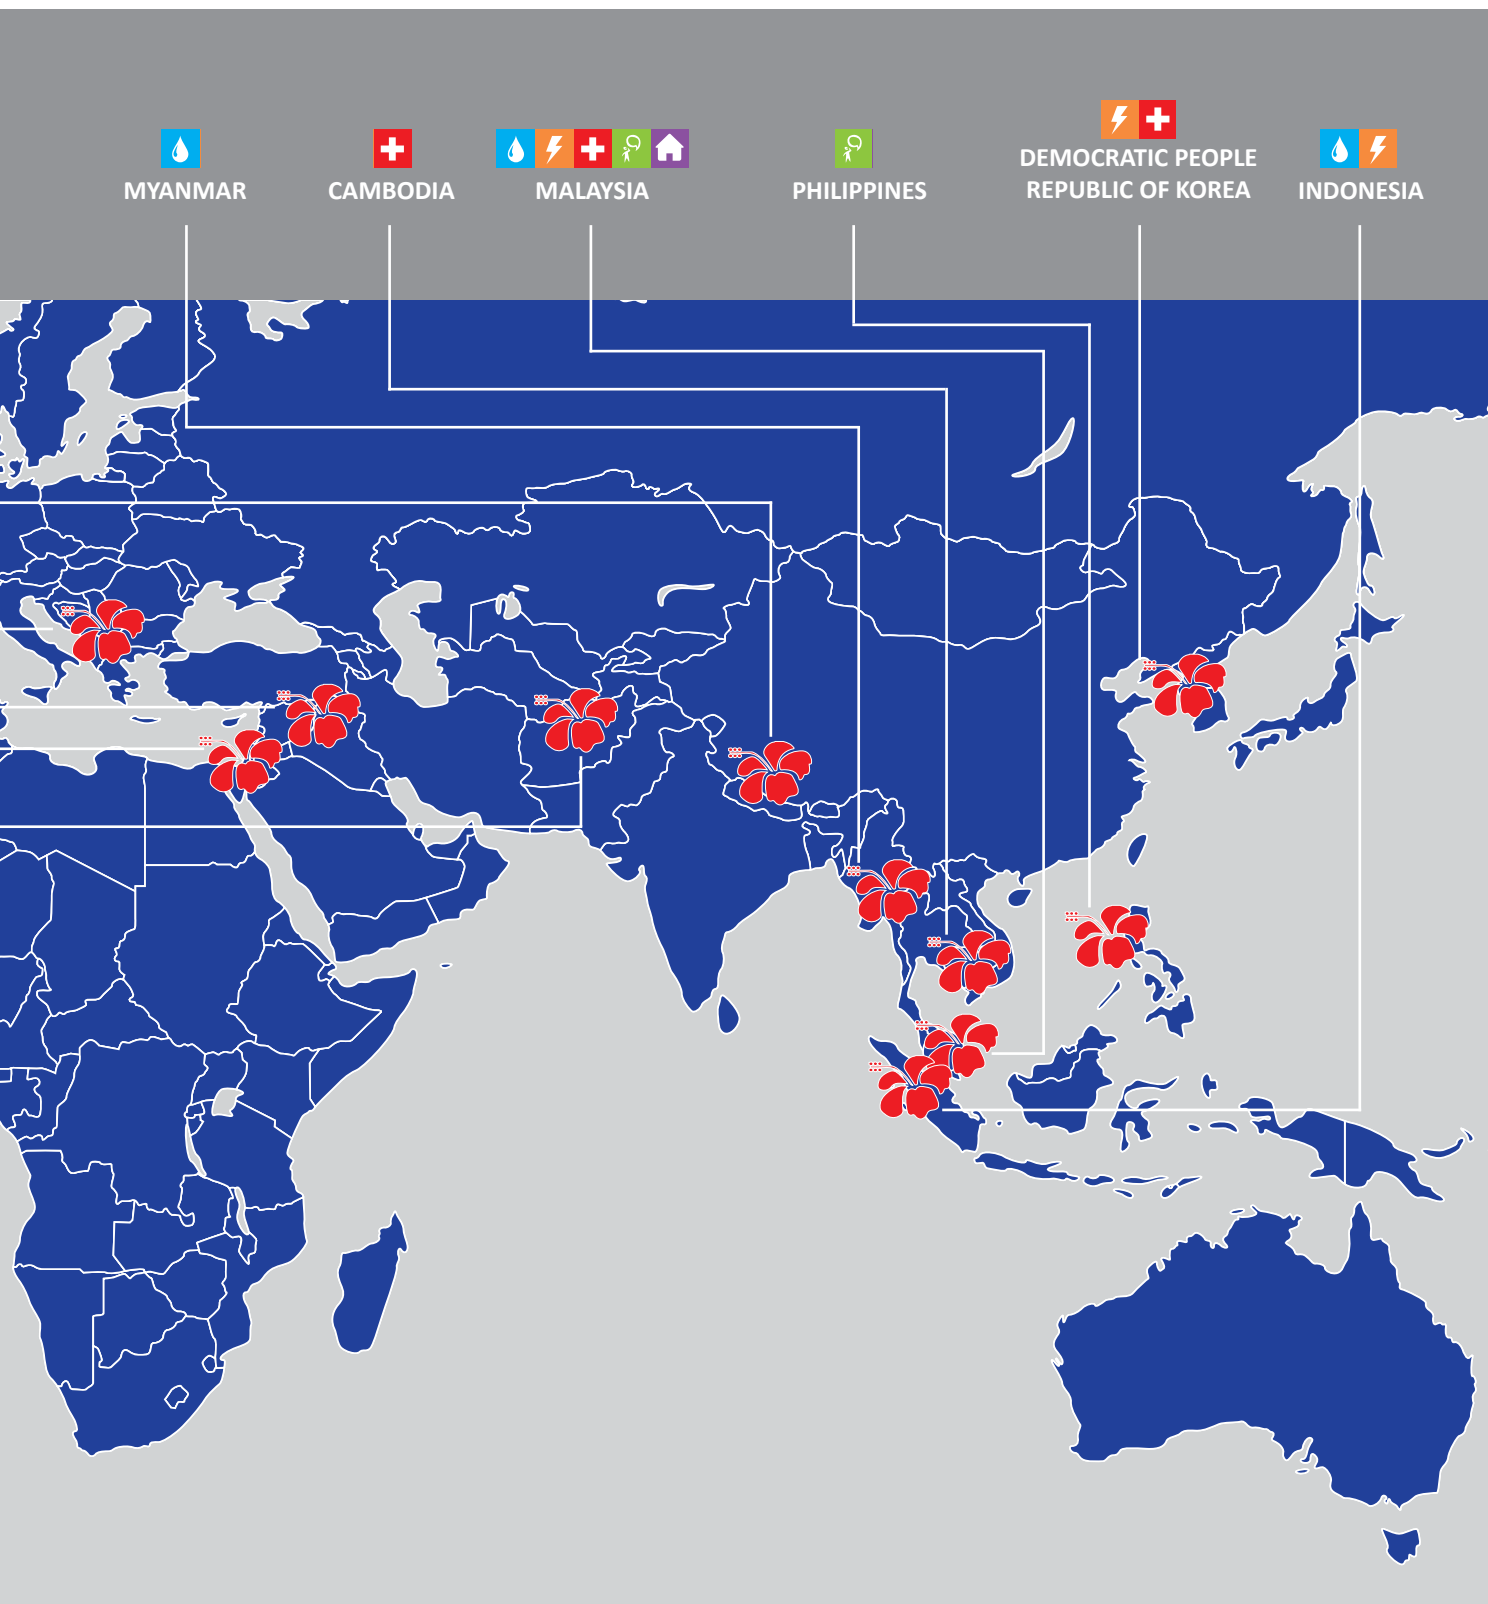 MYANMAR
CAMBODIA
MALAYSIA
PHILIPPINES
DEMOCRATIC PEOPLE
REPUBLIC OF KOREA
INDONESIA